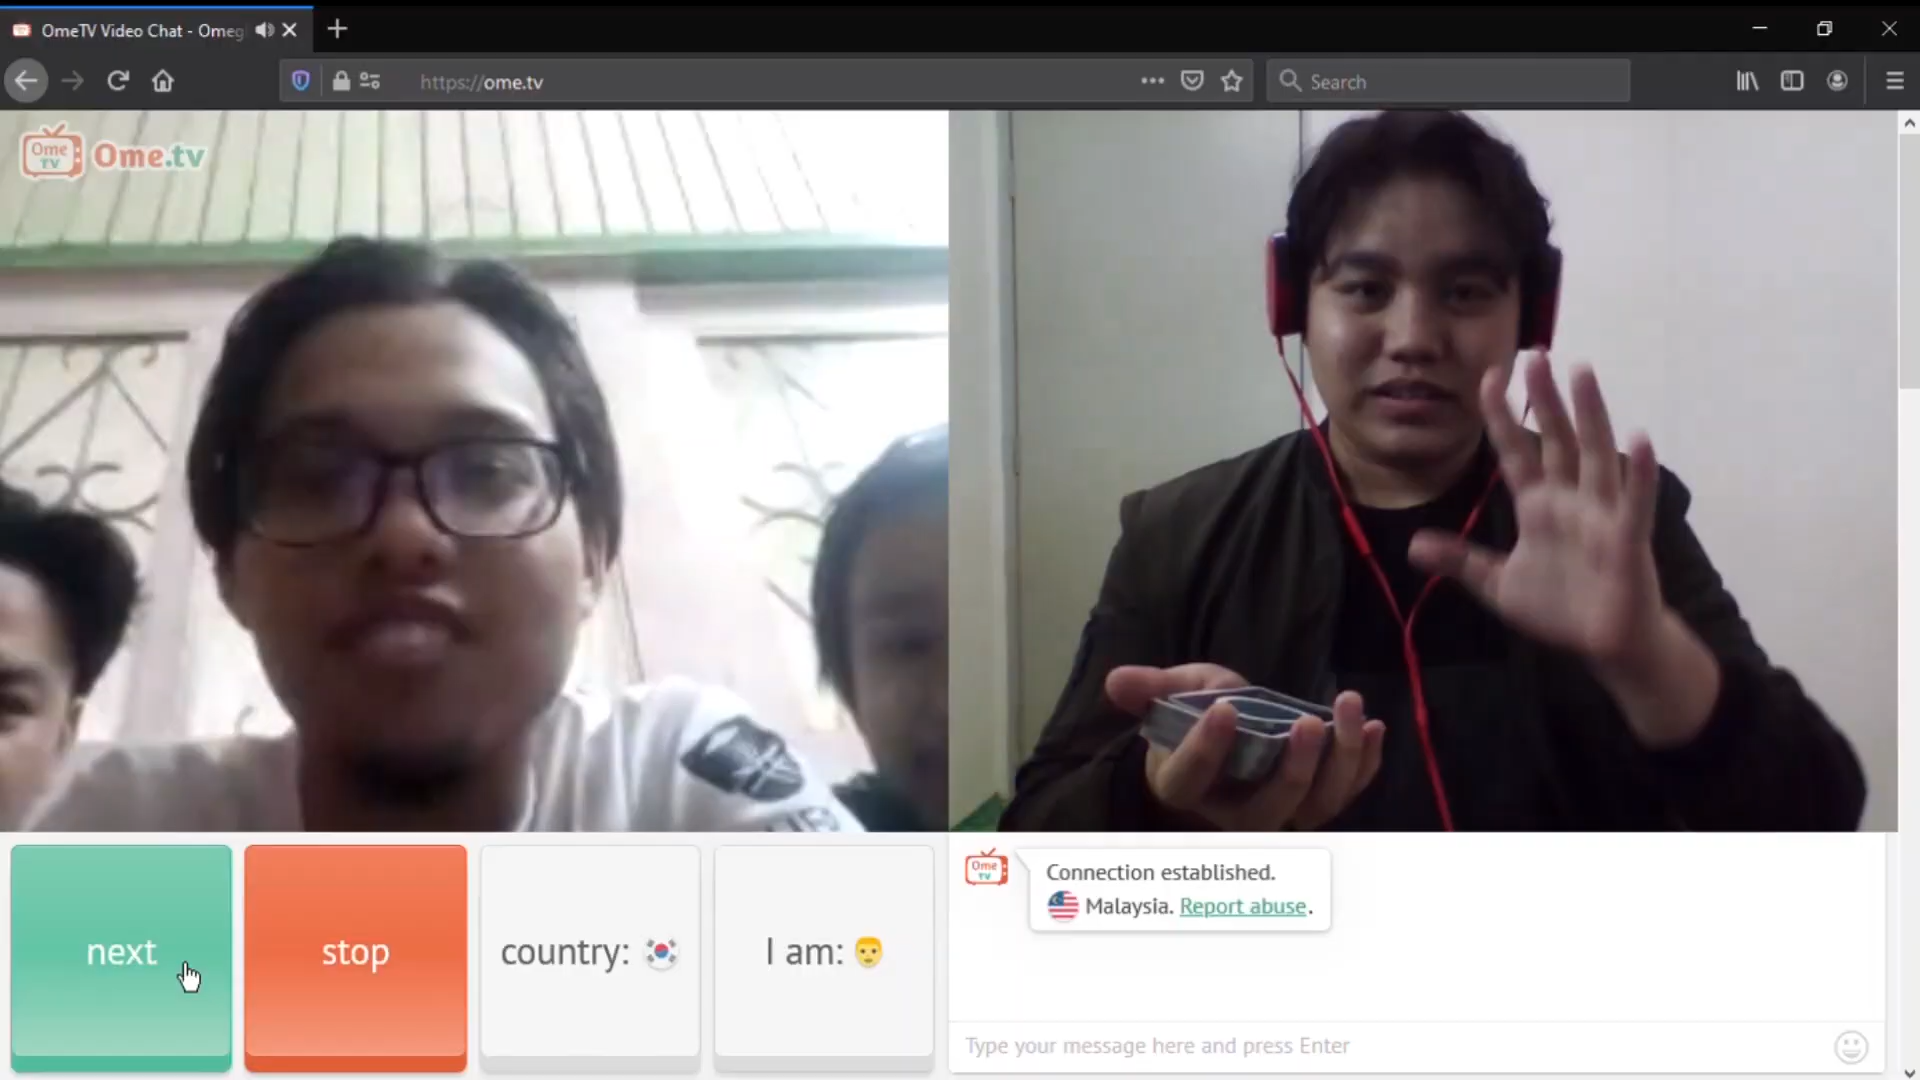 OmeTV Video Chat - Omeg
https://ome.tv
Search
Ome
TV
Ome.tv
Ome
TV
Connection established.
Malaysia. Report abuse.
next
stop
country:
I am:
Type your message here and press Enter